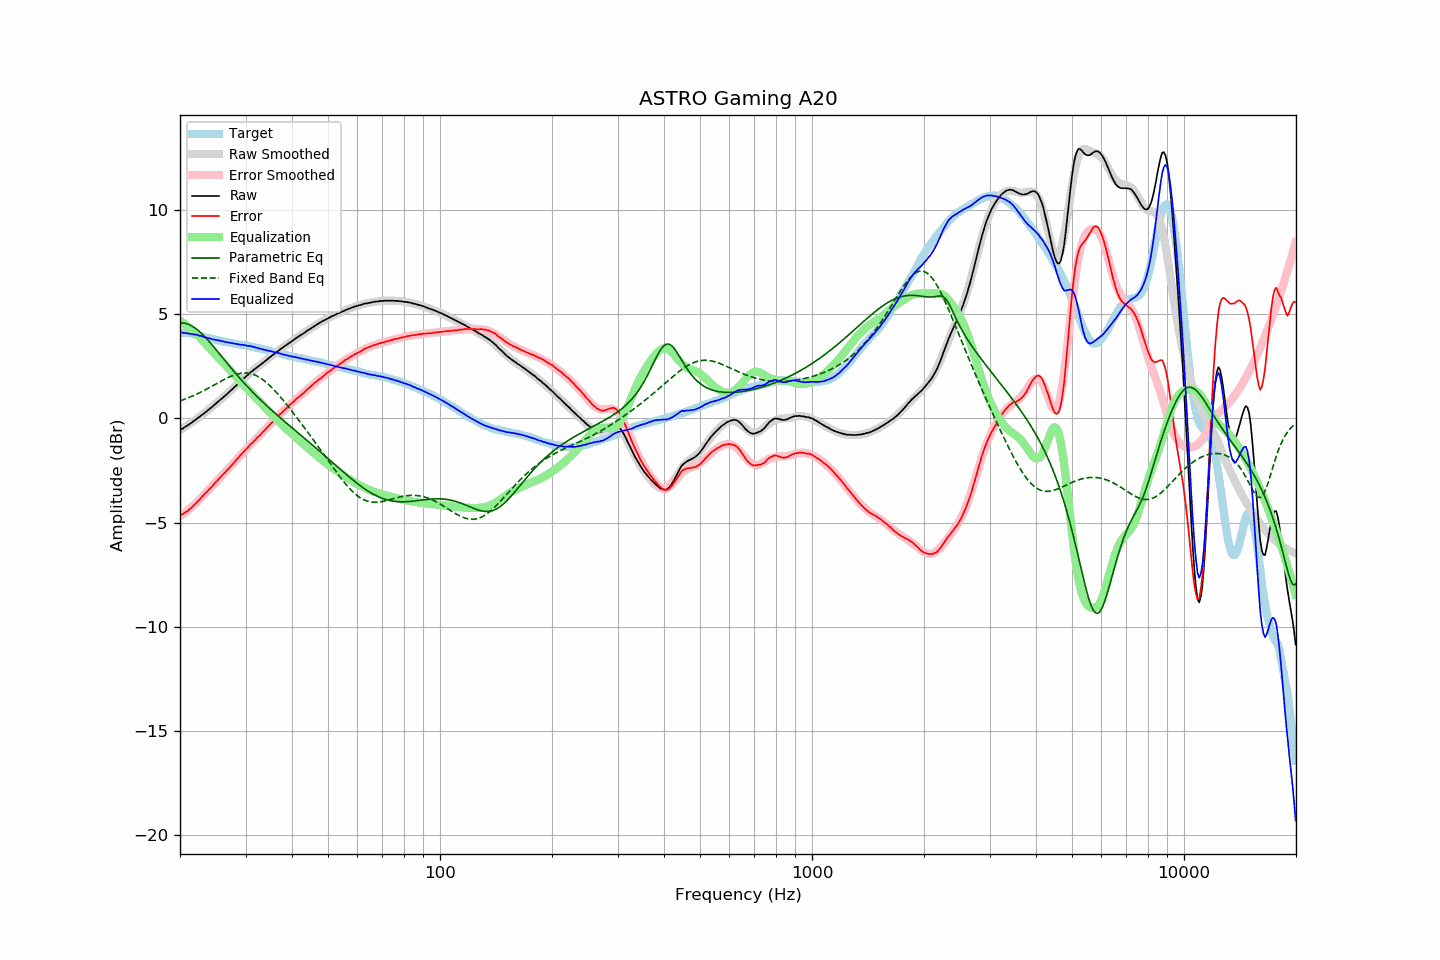 ASTRO Gaming A20
Target
Raw Smoothed
Error Smoothed
Raw
Error
Equalization
Parametric Eq
Fixed Band Eq
Equalized
10
5
0
−5
−10
−15
−20
Amplitude (dBr)
100
1000
10000
Frequency (Hz)